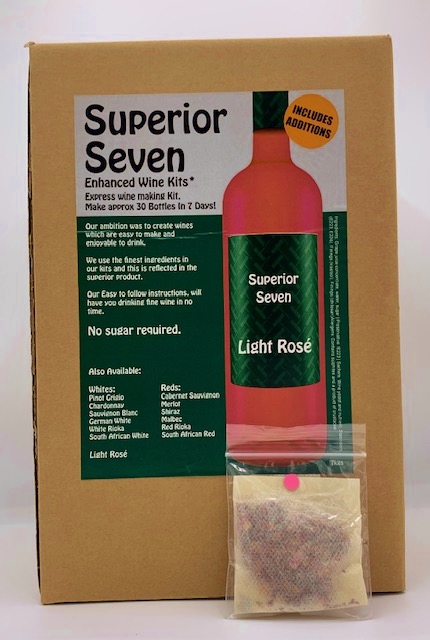 Superior
Seven
Enhanced Wine Kits*
Express wine making Kit.
Make approx 30 Bottles In 7 Days!
INCLUDES
ADDITIONS
Our ambition was to create wines
which are easy to make and
enjoyable to drink.
We use the finest ingredients in
our kits and this is reflected in the
superior product.
Our Easy to follow instructions, will
have you drinking fine wine in no
time.
No sugar required.
Also Available:
Whites:
Pinot Grigio
Chardonnay
Sauvignon Blanc
German White
White Rioka
South African White
Light Rosé
Reds:
Cabernet Sauvignon
Merlot
Shiraz
Malbec
Red Rioka
South African Red
Superior
Seven
Light Rosé